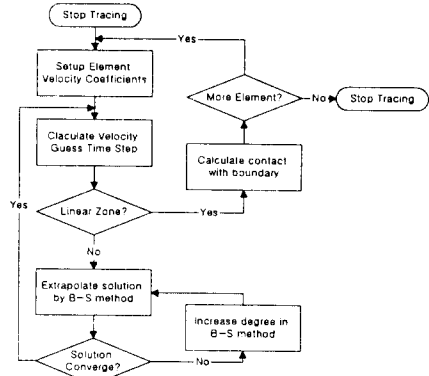 Stop Tracing
Yes
Setup Element
Velocity Coefficients
More Element?
No
Stop Tracing
Claculate Velocity
Guess Time Step
Calculate contact
with boundary
Yes
Linear Zone?
Yes
No
Extrapolate solution
by B-S method
Increase degree in
B-S method
Solution
Converge?
No